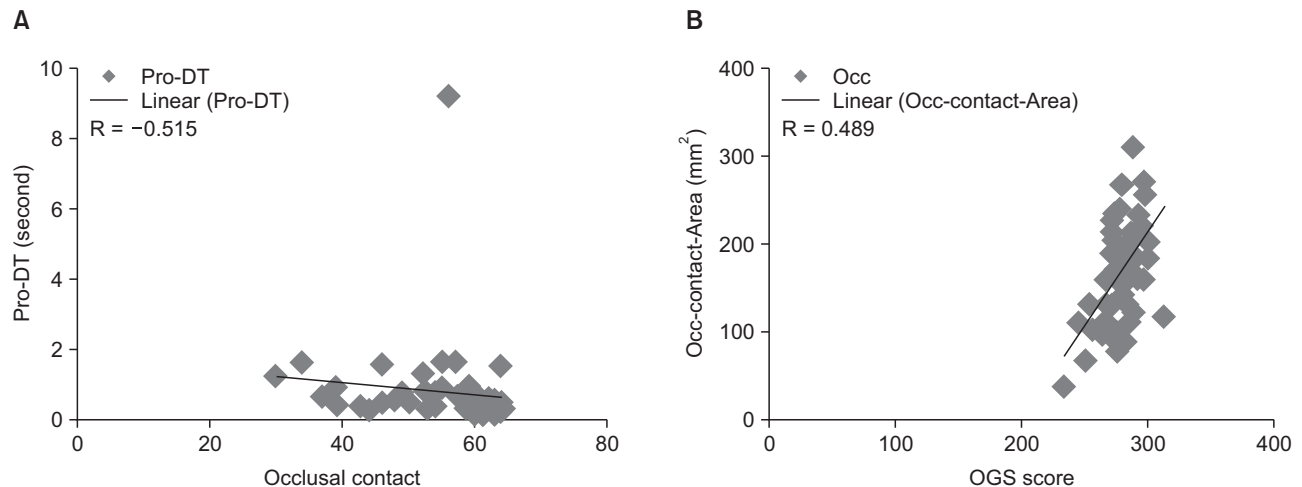 A
Pro-DT
Linear (Pro-DT)
R = −0.515
10
8
6
4
2
0
Pro-DT (second)
0 20 40 60 80
Occlusal contact
B
Occ
Linear (Occ-contact-Area)
R = 0.489
400
300
200
100
0
Occ-contact-Area (mm²)
0 100 200 300 400
OGS score